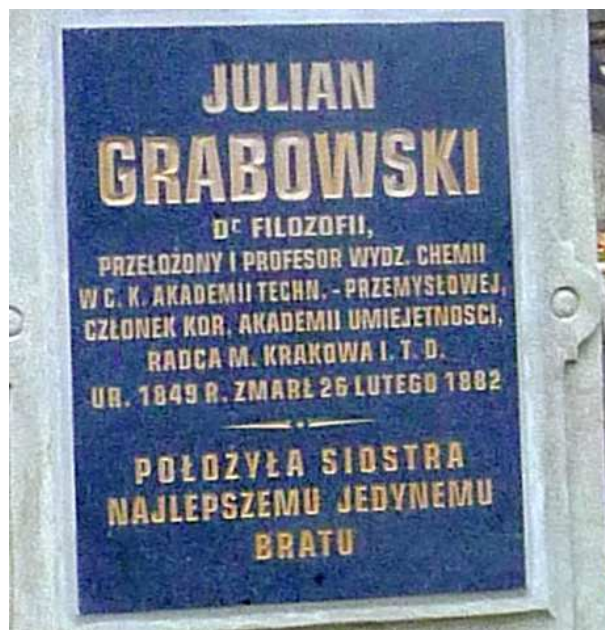 JULIAN
GRABOWSKI
Dr FILOZOFII,
PRZEŁOŻONY I PROFESOR WYDZ. CHEMII
W C. K. AKADEMII TECHN. - PRZEMYSŁOWEJ,
CZŁONEK KOR. AKADEMII UMIEJETNOSCI,
RADCA M. KRAKOWA I. T. D.
UR. 1849 R. ZMARŁ 26 LUTEGO 1882
POŁOŻYŁA SIOSTRA
NAJLEPSZEMU JEDYNEMU
BRATU